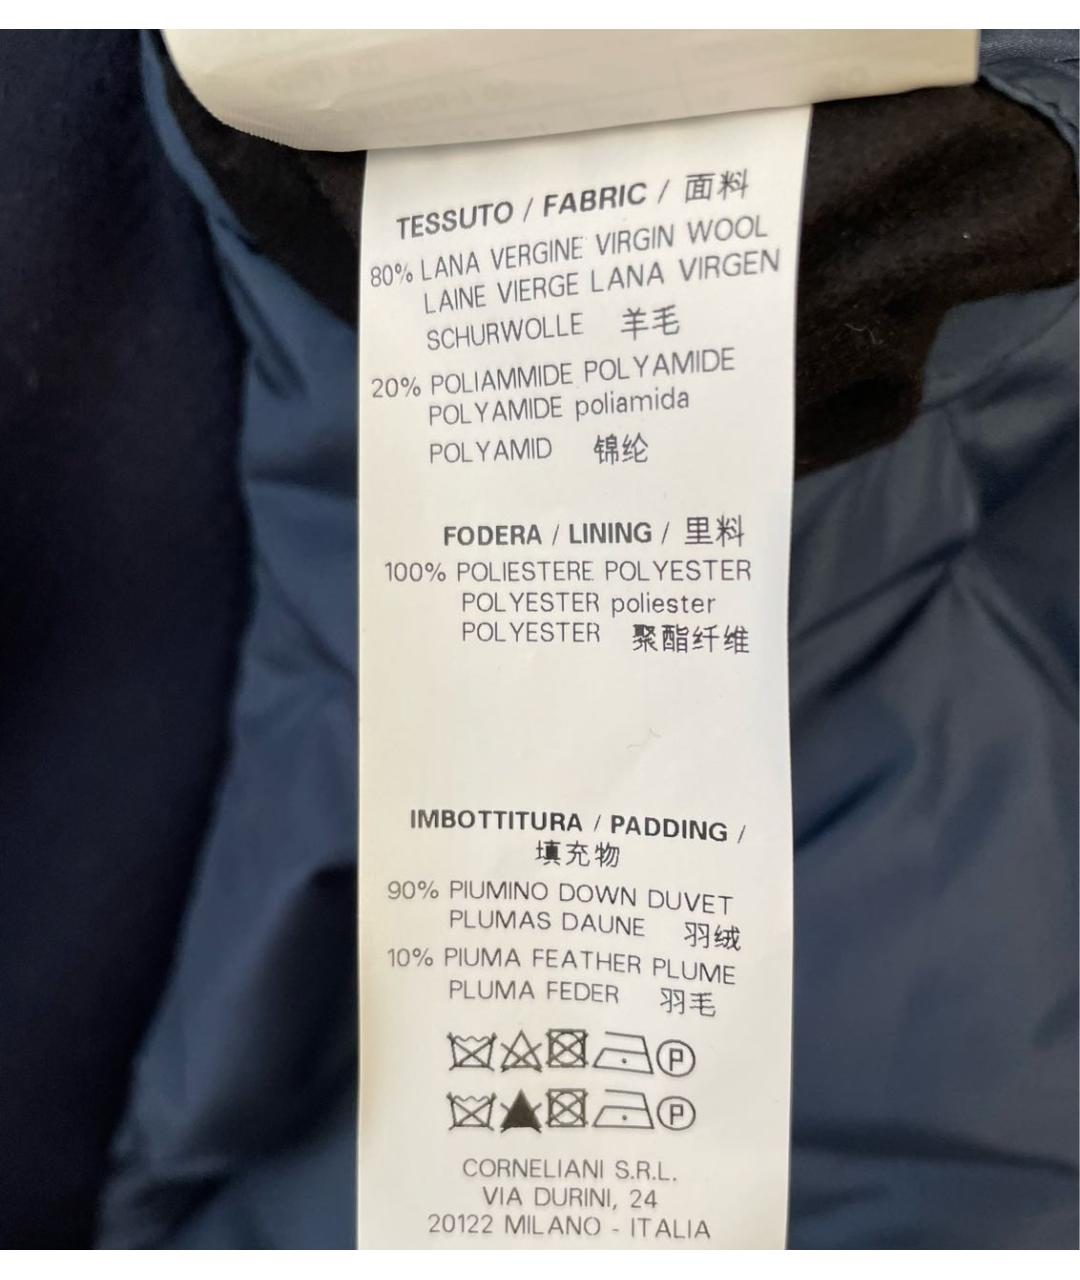 TESSUTO / FABRIC / 面料
80% LANA VERGINE VIRGIN WOOL
LAINE VIERGE LANA VIRGEN
SCHURWOLLE 羊毛
20% POLIAMMIDE POLYAMIDE
POLYAMIDE poliamida
POLYAMID 锦纶
FODERA / LINING / 里料
100% POLIESTERE POLYESTER
POLYESTER poliester
POLYESTER 聚酯纤维
IMBOTTITURA / PADDING /
填充物
90% PIUMINO DOWN DUVET
PLUMAS DAUNE 羽绒
10% PIUMA FEATHER PLUME
PLUMA FEDER 羽毛
P
P
CORNELIANI S.R.L.
VIA DURINI, 24
20122 MILANO - ITALIA